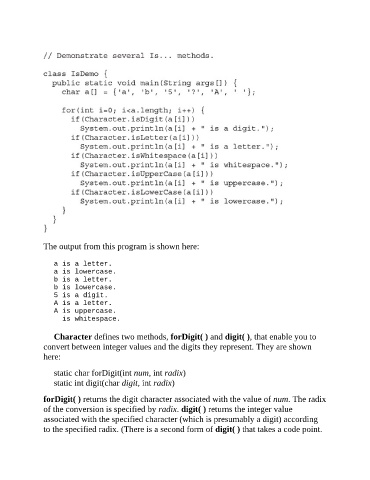 // Demonstrate several Is... methods.
class IsDemo {
public static void main(String args[]) {
char a[] = {'a', 'b', '5', '?', 'A', ' '};
for(int i=0; i<a.length; i++) {
if(Character.isDigit(a[i]))
System.out.println(a[i] + " is a digit.");
if(Character.isLetter(a[i]))
System.out.println(a[i] + " is a letter.");
if(Character.isWhitespace(a[i]))
System.out.println(a[i] + " is whitespace.");
if(Character.isUpperCase(a[i]))
System.out.println(a[i] + " is uppercase.");
if(Character.isLowerCase(a[i]))
System.out.println(a[i] + " is lowercase.");
}
}
}
The output from this program is shown here:
a is a letter.
a is lowercase.
b is a letter.
b is lowercase.
5 is a digit.
A is a letter.
A is uppercase.
is whitespace.
Character defines two methods, forDigit( ) and digit( ), that enable you to
convert between integer values and the digits they represent. They are shown
here:
static char forDigit(int num, int radix)
static int digit(char digit, int radix)
forDigit( ) returns the digit character associated with the value of num. The radix
of the conversion is specified by radix. digit( ) returns the integer value
associated with the specified character (which is presumably a digit) according
to the specified radix. (There is a second form of digit( ) that takes a code point.